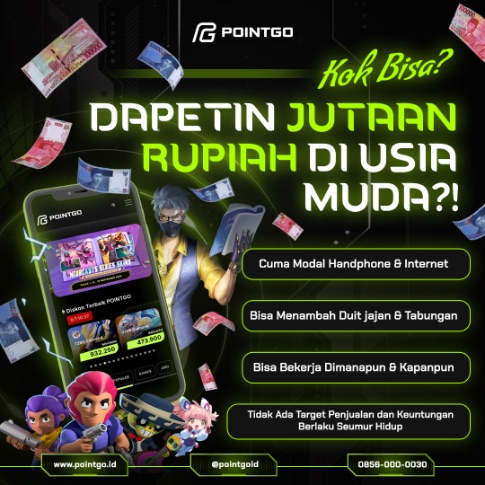 POINTGO
Kok Bisa?
DAPETIN JUTAAN
RUPIAH DI USIA
MUDA?!
POINTGO
Diskon Terbaik POINTGO
932.250
473.900
Cuma Modal Handphone & Internet
Bisa Menambah Duit jajan & Tabungan
Bisa Bekerja Dimanapun & Kapanpun
Tidak Ada Target Penjualan dan Keuntungan
Berlaku Seumur Hidup
www.pointgo.id
@pointgoid
0856-000-0030